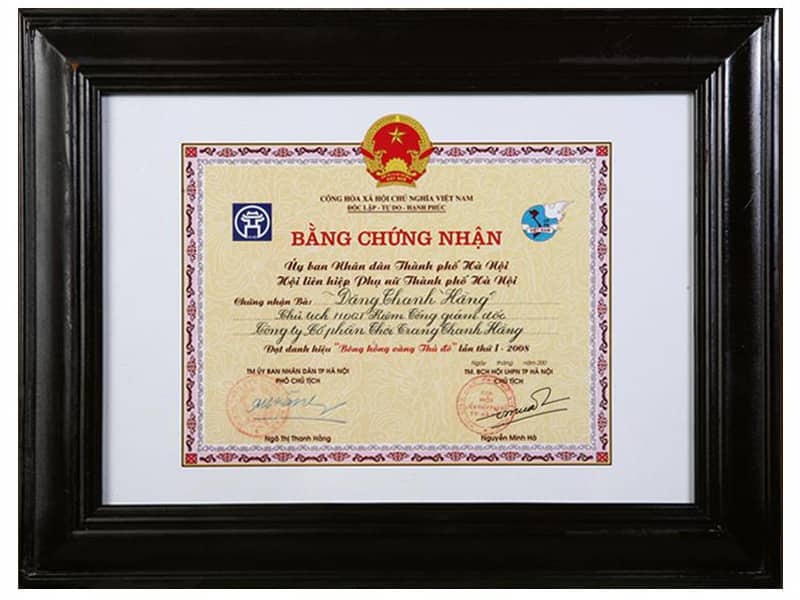 CỘNG HÒA XÃ HỘI CHỦ NGHĨA VIỆT NAM
ĐỘC LẬP - TỰ DO - HẠNH PHÚC
BẰNG CHỨNG NHẬN
Ủy ban Nhân dân Thành phố Hà Nội
Hội liên hiệp Phụ nữ Thành phố Hà Nội
Chứng nhận Bà: Đặng Thanh Hằng
Chủ tịch HĐQT Kiêm Tổng giám đốc
Công ty Cổ phần Thời Trang Thanh Hằng
Đạt danh hiệu "Bông hồng vàng Thủ đô" lần thứ I - 2008
Ngày tháng năm 200
TM ỦY BAN NHÂN DÂN TP HÀ NỘI TM. BCH HỘI LHPN TP HÀ NỘI
PHÓ CHỦ TỊCH CHỦ TỊCH
Ngô Thị Thanh Hằng Nguyễn Minh Hà